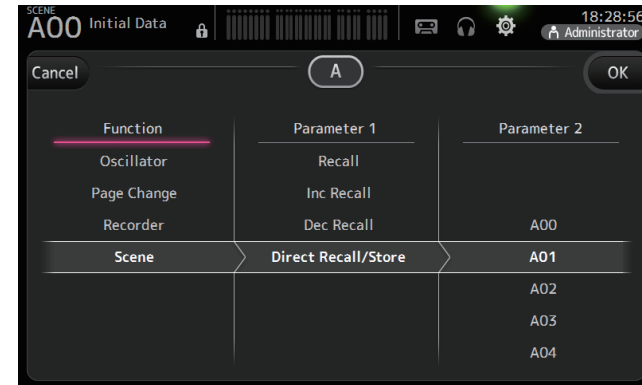 SCENE
A00 Initial Data
18:28:56
Administrator
Cancel
A
OK
Function
Parameter 1
Parameter 2
Oscillator
Recall
Page Change
Inc Recall
Recorder
Dec Recall
A00
Scene
Direct Recall/Store
A01
A02
A03
A04